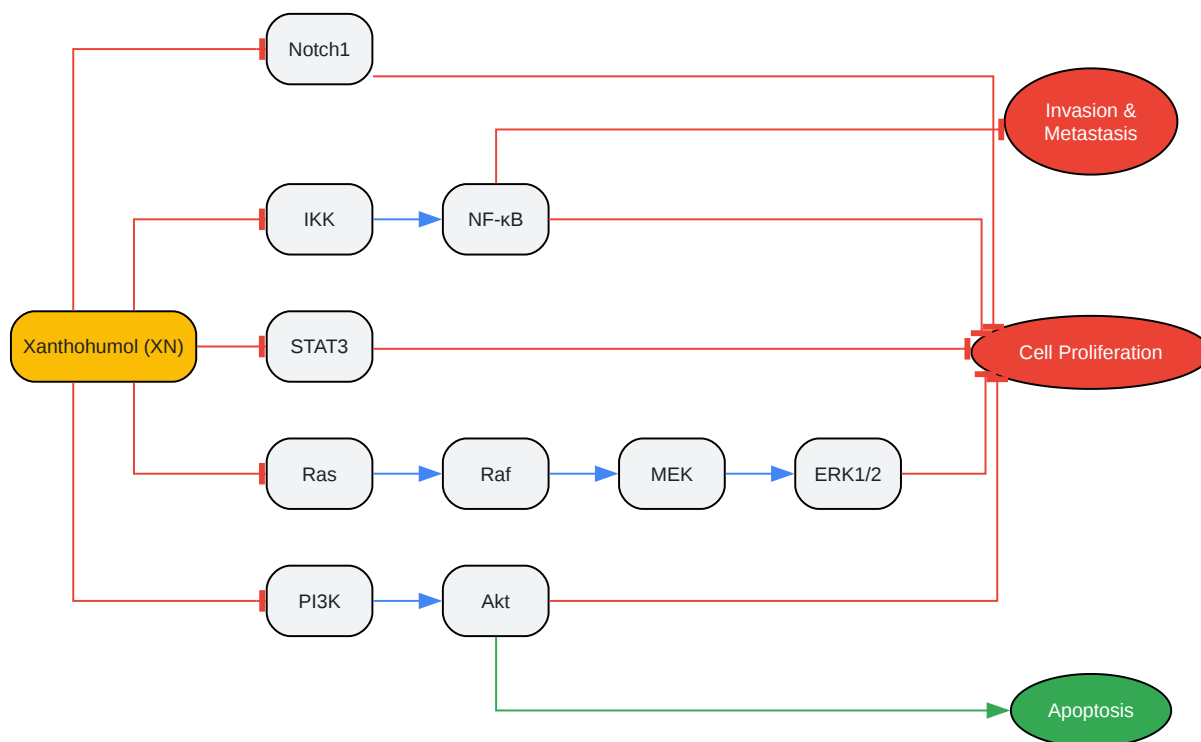 Notch1
Invasion &
Metastasis
IKK
NF-κB
Xanthohumol (XN)
STAT3
Cell Proliferation
Ras
Raf
MEK
ERK1/2
PI3K
Akt
Apoptosis